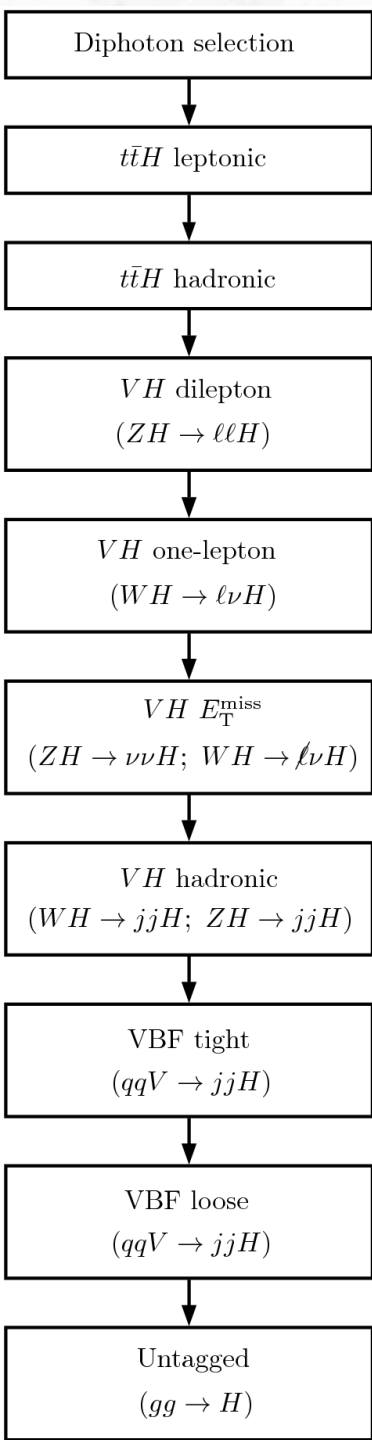 Diphoton selection
tt̄H leptonic
tt̄H hadronic
VH dilepton
(ZH → ℓℓH)
VH one-lepton
(WH → ℓνH)
VH E_T^miss
(ZH → ννH; WH → ℓ̸νH)
VH hadronic
(WH → jjH; ZH → jjH)
VBF tight
(qqV → jjH)
VBF loose
(qqV → jjH)
Untagged
(gg → H)